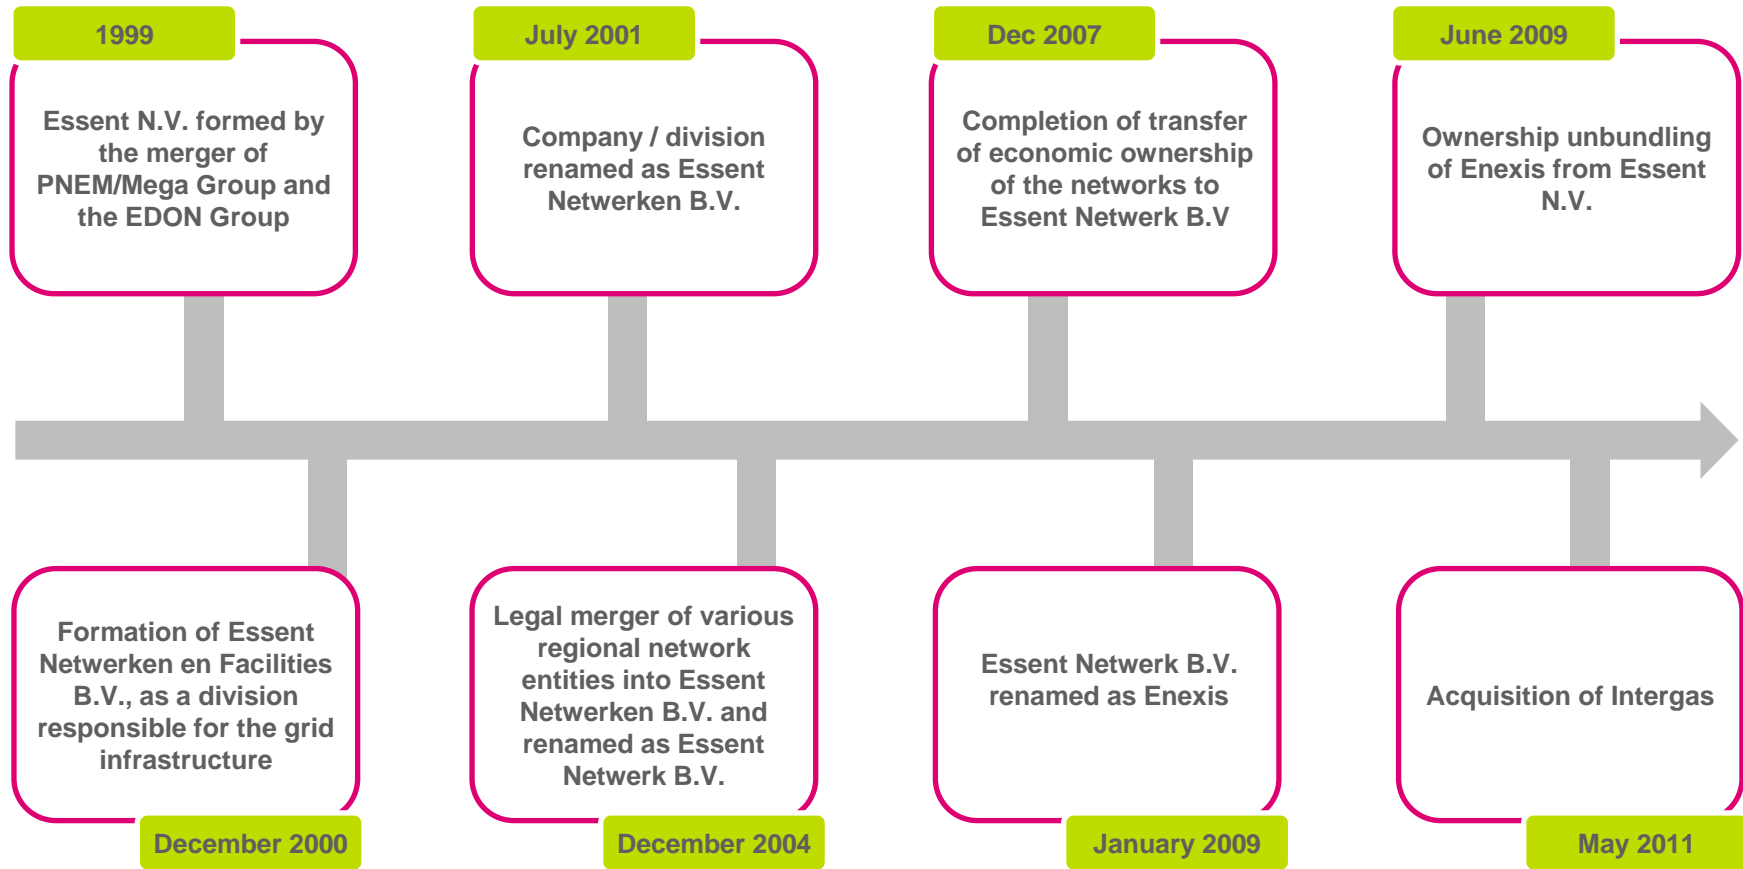 1999
Essent N.V. formed by
the merger of
PNEM/Mega Group and
the EDON Group
July 2001
Company / division
renamed as Essent
Netwerken B.V.
Dec 2007
Completion of transfer
of economic ownership
of the networks to
Essent Netwerk B.V
June 2009
Ownership unbundling
of Enexis from Essent
N.V.
Formation of Essent
Netwerken en Facilities
B.V., as a division
responsible for the grid
infrastructure
December 2000
Legal merger of various
regional network
entities into Essent
Netwerken B.V. and
renamed as Essent
Netwerk B.V.
December 2004
Essent Netwerk B.V.
renamed as Enexis
January 2009
Acquisition of Intergas
May 2011